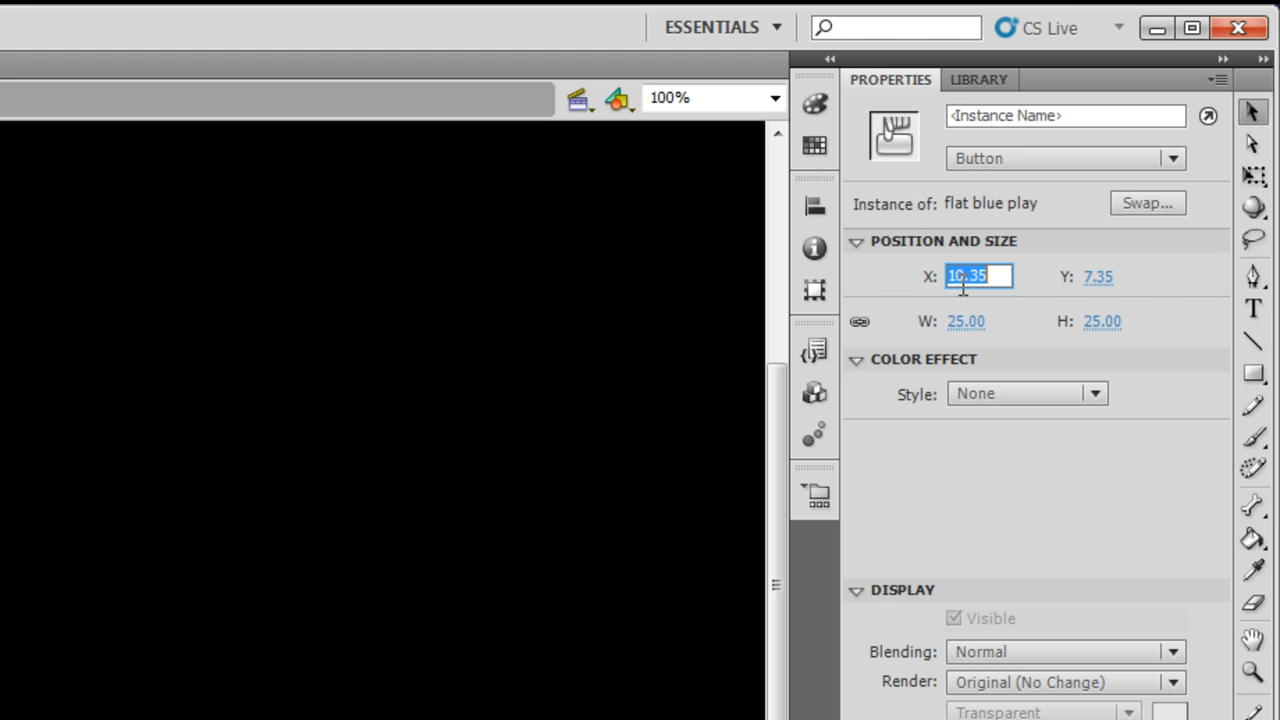 ESSENTIALS
CS Live
100%
PROPERTIES
LIBRARY
<Instance Name>
Button
Instance of: flat blue play
Swap...
POSITION AND SIZE
X: 10.35
Y: 7.35
W: 25.00
H: 25.00
COLOR EFFECT
Style: None
DISPLAY
Visible
Blending: Normal
Render: Original (No Change)
Transparent
T